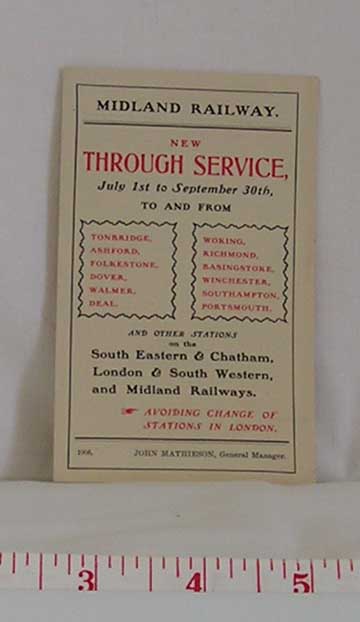 MIDLAND RAILWAY.
NEW
THROUGH SERVICE,
July 1st to September 30th,
TO AND FROM
TONBRIDGE,
ASHFORD,
FOLKESTONE,
DOVER,
WALMER,
DEAL.
WOKING,
RICHMOND,
BASINGSTOKE,
WINCHESTER,
SOUTHAMPTON,
PORTSMOUTH.
AND OTHER STATIONS
on the
South Eastern & Chatham,
London & South Western,
and Midland Railways.
☞ AVOIDING CHANGE OF
STATIONS IN LONDON.
JOHN MATHIESON, General Manager.
3 4 5